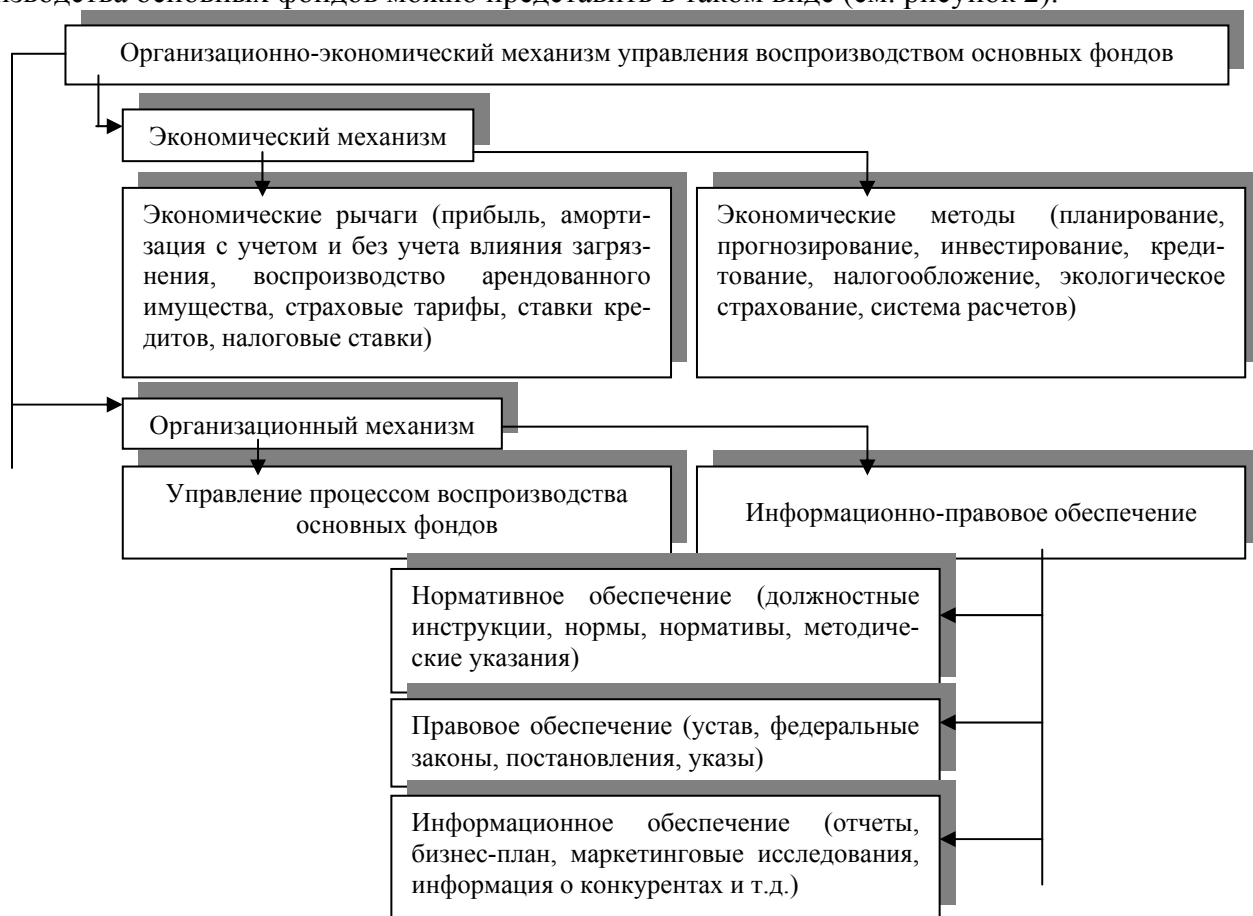 изводства основных фондов можно представить в таком виде (см. рисунок 2).
Организационно-экономический механизм управления воспроизводством основных фондов
Экономический механизм
Экономические рычаги (прибыль, аморти-
зация с учетом и без учета влияния загряз-
нения, воспроизводство арендованного
имущества, страховые тарифы, ставки кре-
дитов, налоговые ставки)
Экономические методы (планирование,
прогнозирование, инвестирование, креди-
тование, налогообложение, экологическое
страхование, система расчетов)
Организационный механизм
Управление процессом воспроизводства
основных фондов
Информационно-правовое обеспечение
Нормативное обеспечение (должностные
инструкции, нормы, нормативы, методиче-
ские указания)
Правовое обеспечение (устав, федеральные
законы, постановления, указы)
Информационное обеспечение (отчеты,
бизнес-план, маркетинговые исследования,
информация о конкурентах и т.д.)